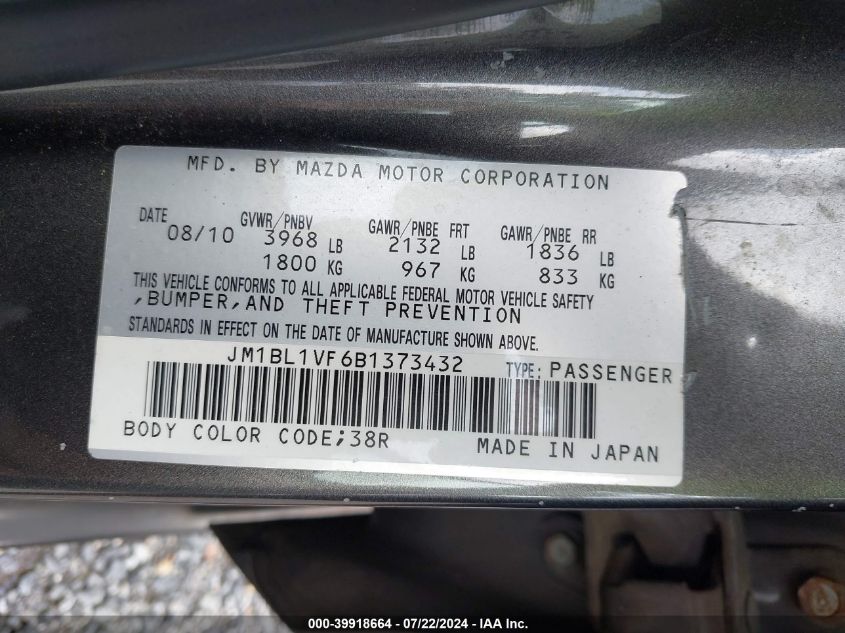 MFD. BY MAZDA MOTOR CORPORATION
DATE GVWR/PNBV GAWR/PNBE FRT GAWR/PNBE RR
08/10 3968 LB 2132 LB 1836 LB
1800 KG 967 KG 833 KG
THIS VEHICLE CONFORMS TO ALL APPLICABLE FEDERAL MOTOR VEHICLE SAFETY
,BUMPER,AND THEFT PREVENTION
STANDARDS IN EFFECT ON THE DATE OF MANUFACTURE SHOWN ABOVE.
JM1BL1VF6B1373432 TYPE: PASSENGER
BODY COLOR CODE;38R MADE IN JAPAN
000-39918664 - 07/22/2024 - IAA Inc.